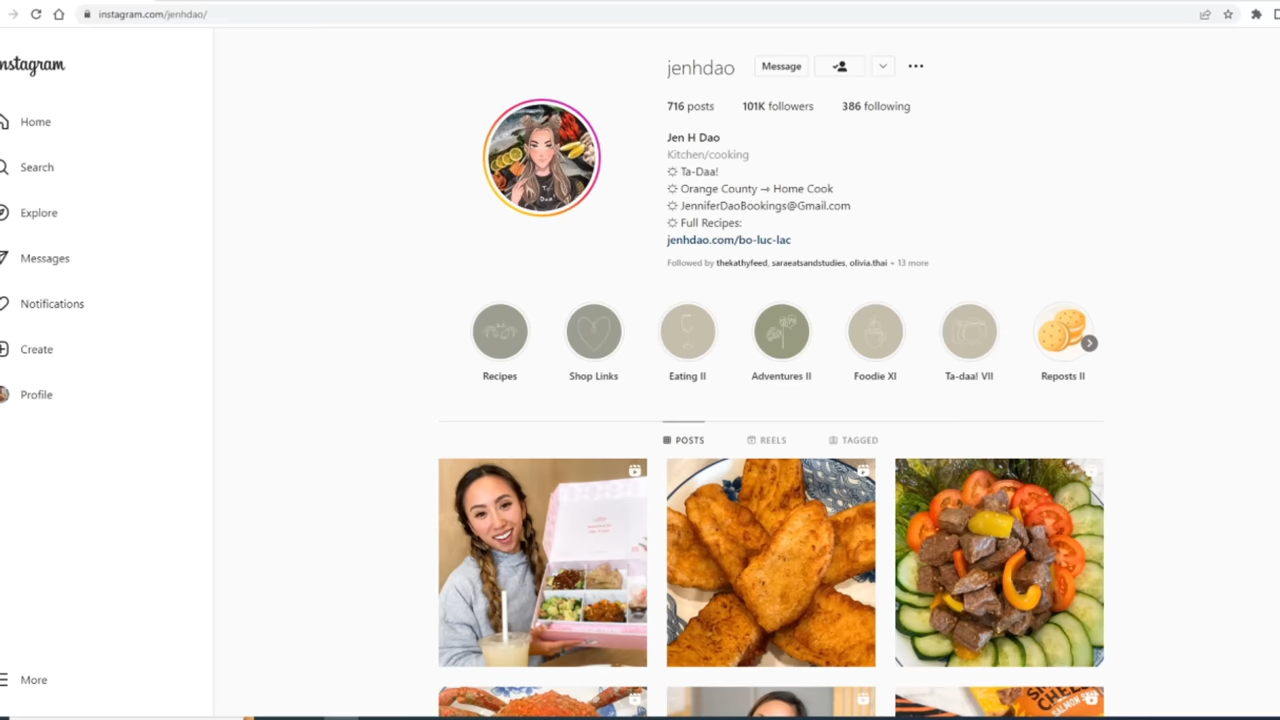 instagram.com/jenhdao/
nstagram
Home
Search
Explore
Messages
Notifications
Create
Profile
More
jenhdao Message
716 posts 101K followers 386 following
Jen H Dao
Kitchen/cooking
☼ Ta-Daa!
☼ Orange County ⇾ Home Cook
☼ JenniferDaoBookings@Gmail.com
☼ Full Recipes:
jenhdao.com/bo-luc-lac
Followed by thekathyfeed, saraeatsandstudies, olivia.thai + 13 more
Recipes Shop Links Eating II Adventures II Foodie XI Ta-daa! VII Reposts II
POSTS REELS TAGGED